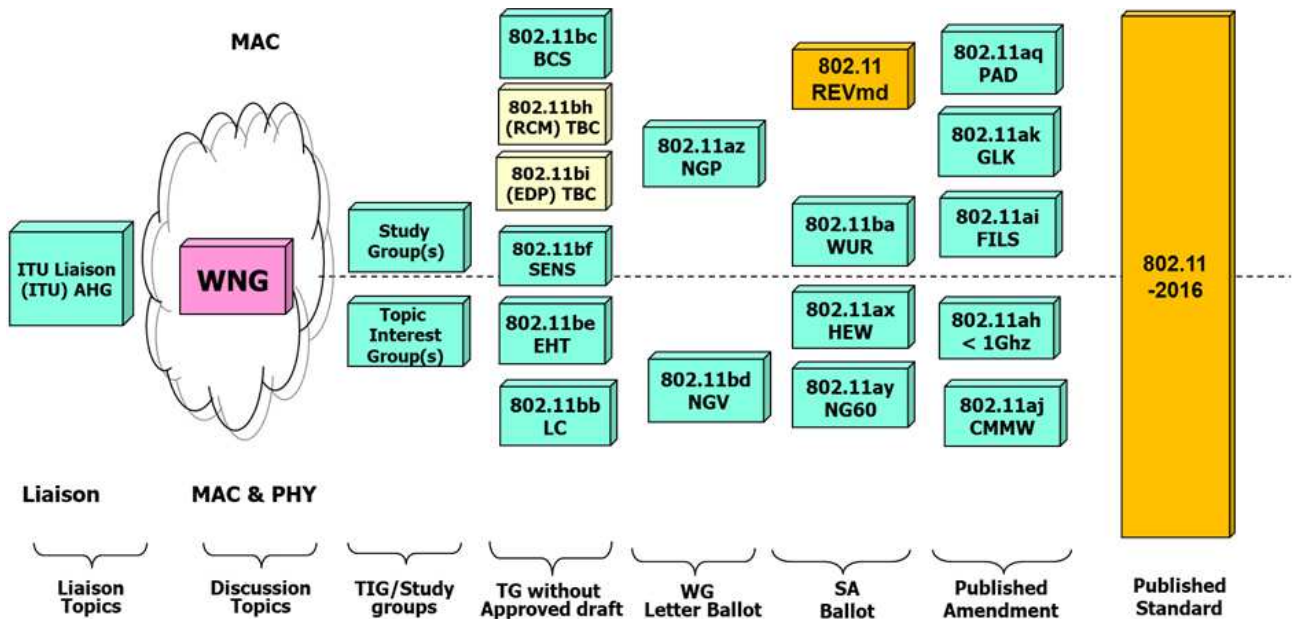 MAC
ITU Liaison
(ITU) AHG
WNG
Study
Group(s)
Topic
Interest
Group(s)
802.11bc
BCS
802.11bh
(RCM) TBC
802.11bi
(EDP) TBC
802.11bf
SENS
802.11be
EHT
802.11bb
LC
802.11az
NGP
802.11bd
NGV
802.11
REVmd
802.11ba
WUR
802.11ax
HEW
802.11ay
NG60
802.11aq
PAD
802.11ak
GLK
802.11ai
FILS
802.11ah
< 1Ghz
802.11aj
CMMW
802.11
-2016
Liaison
MAC & PHY
Liaison
Topics
Discussion
Topics
TIG/Study
groups
TG without
Approved draft
WG
Letter Ballot
SA
Ballot
Published
Amendment
Published
Standard